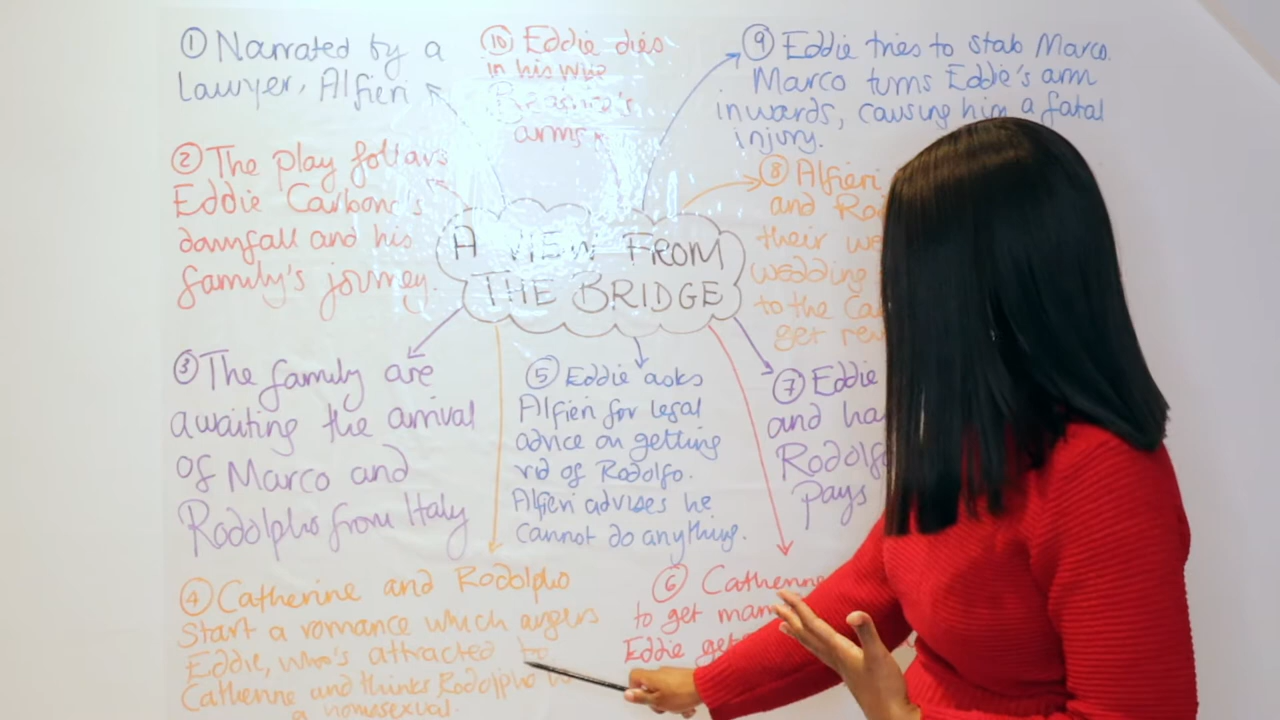 A VIEW FROM
THE BRIDGE
① Narrated by a
lawyer, Alfieri
② The play follows
Eddie Carbone's
downfall and his
family's journey.
③ The family are
awaiting the arrival
of Marco and
Rodolpho from Italy
④ Catherine and Rodolpho
start a romance which angers
Eddie, who's attracted to
Catherine and thinks Rodolpho is
a homosexual.
⑤ Eddie asks
Alfieri for legal
advice on getting
rid of Rodolfo.
Alfieri advises he
cannot do anything.
⑥ Catherine
to get
Eddie
⑦ Eddie
and
pays
⑧ Alfieri
and
their
wedding
to the
get
⑨ Eddie tries to stab Marco.
Marco turns Eddie's arm
inwards, causing him a fatal
injury.
⑩ Eddie dies
in his wife
arms